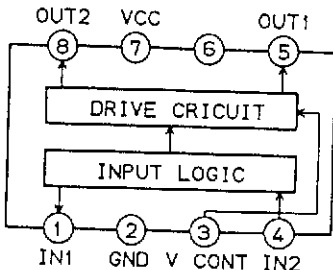 OUT2 VCC OUT1
8 7 6 5
DRIVE CRICUIT
INPUT LOGIC
1 2 3 4
IN1 GND V CONT IN2